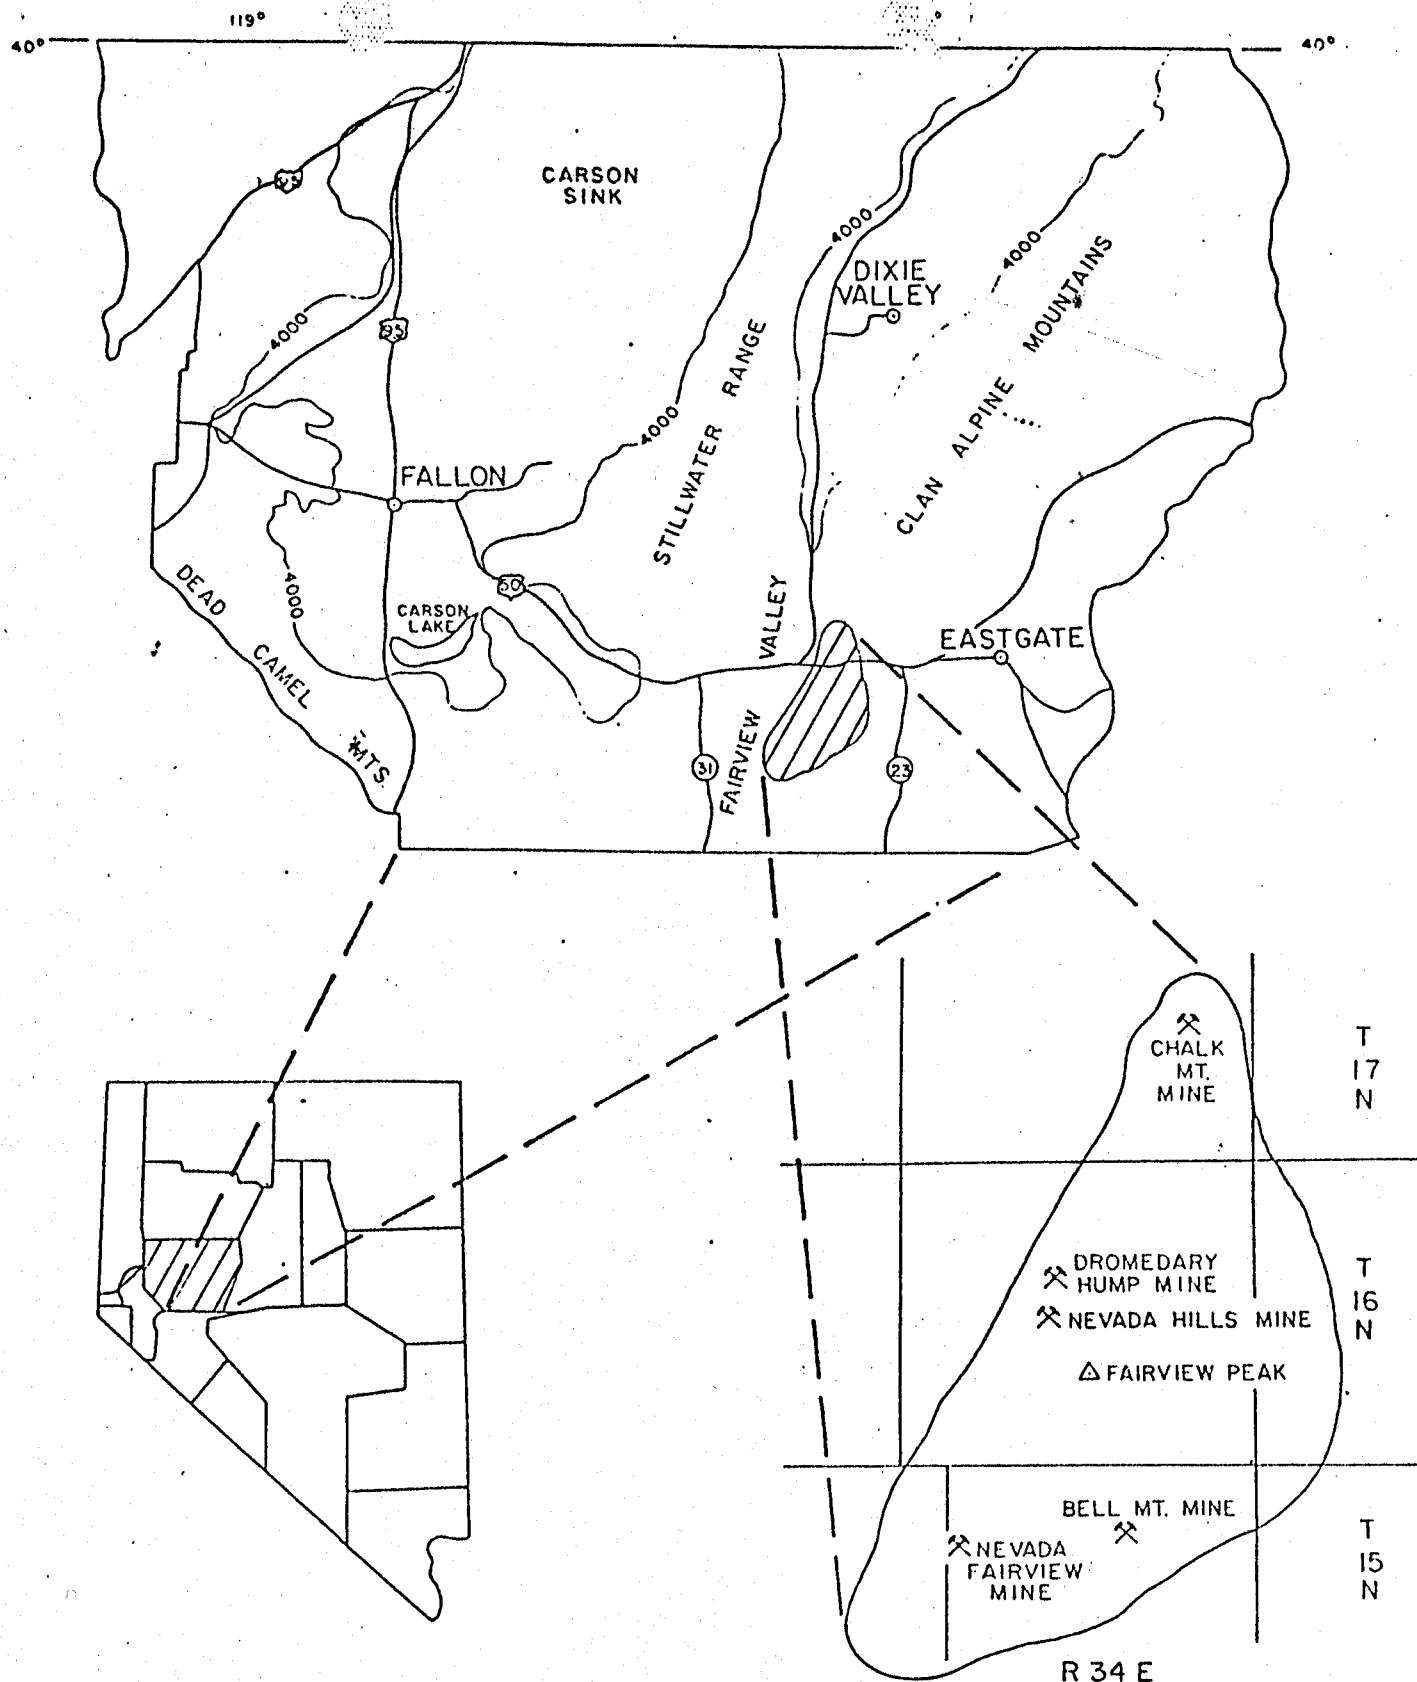 119°
40°
40°
95
CARSON
SINK
4000
DIXIE
VALLEY
4000
4000
95
4000
STILLWATER RANGE
CLAN ALPINE MOUNTAINS
4000
FALLON
50
DEAD CAMEL MTS.
4000
CARSON
LAKE
FAIRVIEW VALLEY
EASTGATE
31
23
CHALK
MT.
MINE
T
17
N
DROMEDARY
HUMP MINE
NEVADA HILLS MINE
FAIRVIEW PEAK
T
16
N
BELL MT. MINE
NEVADA
FAIRVIEW
MINE
T
15
N
R 34 E